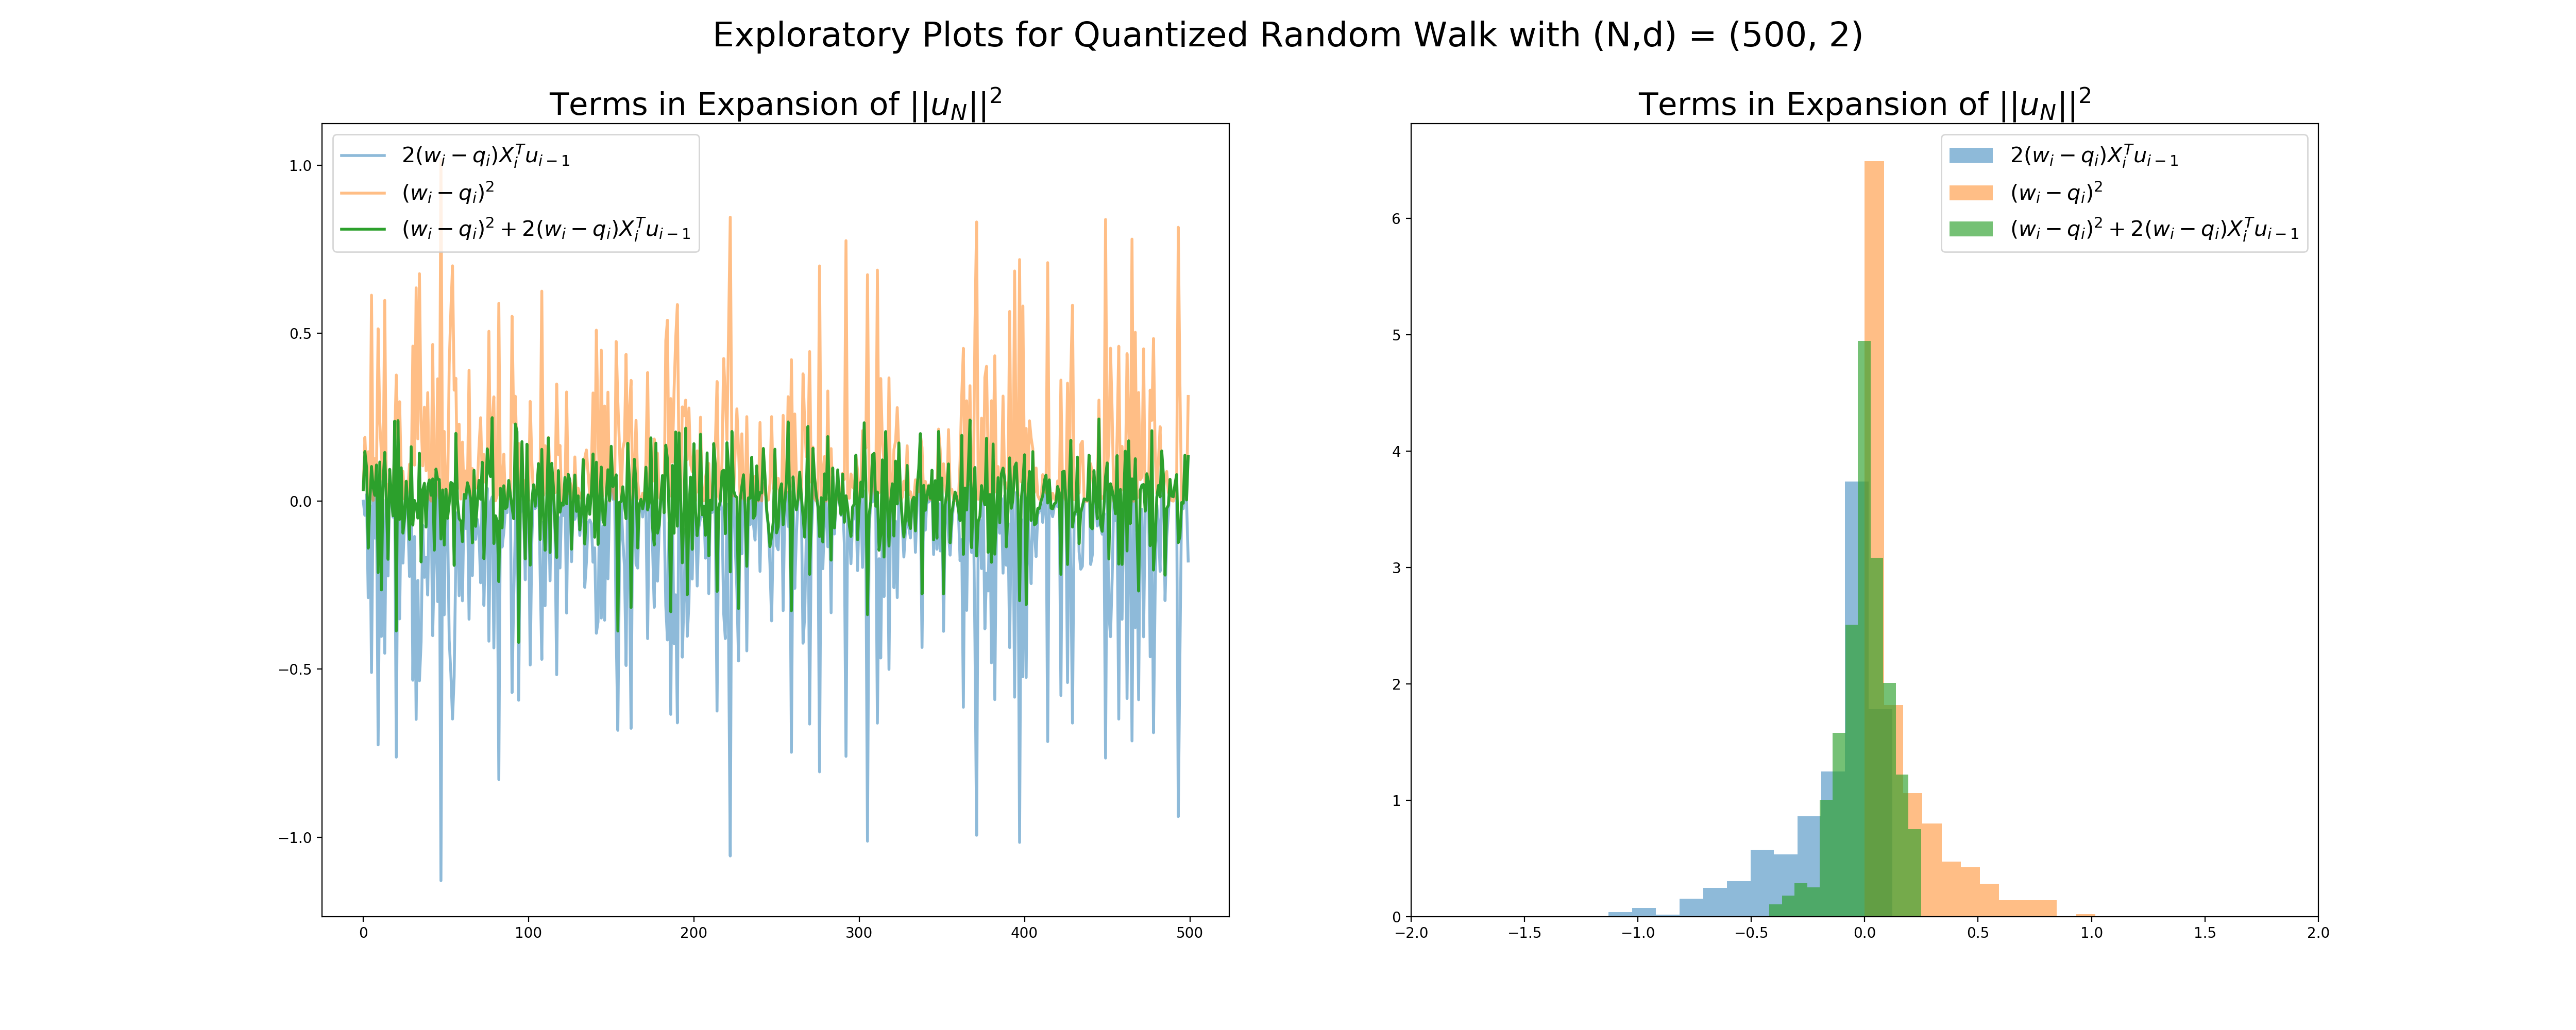 Exploratory Plots for Quantized Random Walk with (N,d) = (500, 2)
Terms in Expansion of $||u_N||^2$
$2(w_i - q_i)X_i^T u_{i-1}$
$(w_i - q_i)^2$
$(w_i - q_i)^2 + 2(w_i - q_i)X_i^T u_{i-1}$
1.0
0.5
0.0
−0.5
−1.0
0 100 200 300 400 500
Terms in Expansion of $||u_N||^2$
$2(w_i - q_i)X_i^T u_{i-1}$
$(w_i - q_i)^2$
$(w_i - q_i)^2 + 2(w_i - q_i)X_i^T u_{i-1}$
6
5
4
3
2
1
0
−2.0 −1.5 −1.0 −0.5 0.0 0.5 1.0 1.5 2.0